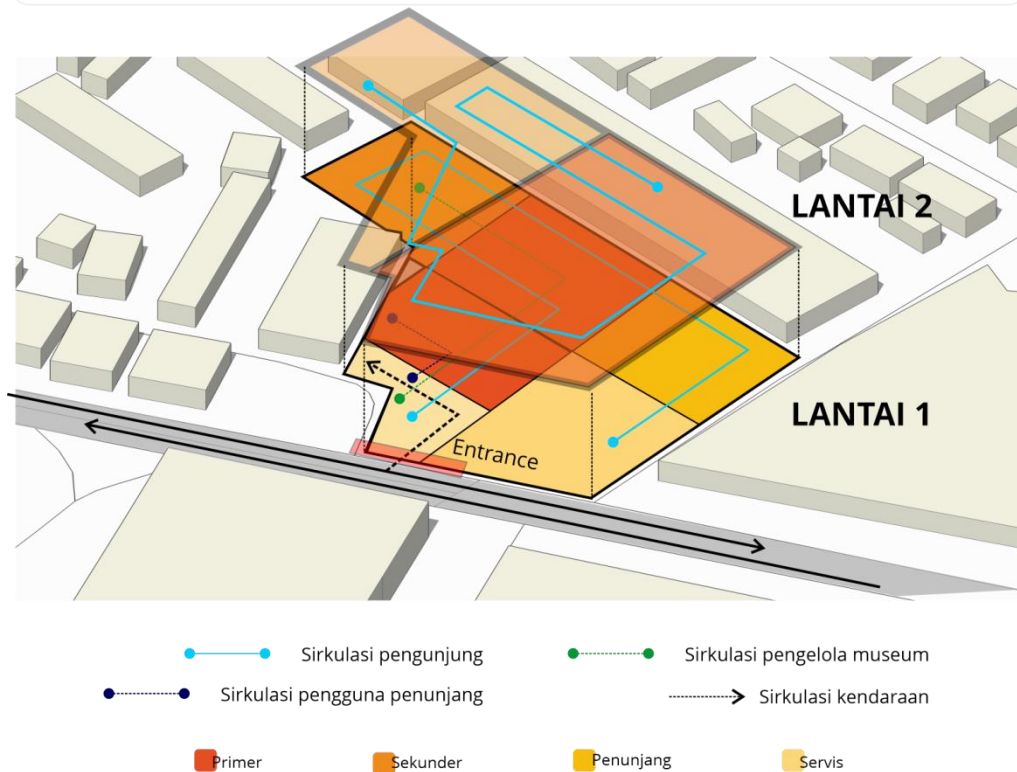 LANTAI 2
LANTAI 1
Entrance
Sirkulasi pengunjung
Sirkulasi pengelola museum
Sirkulasi pengguna penunjang
Sirkulasi kendaraan
Primer
Sekunder
Penunjang
Servis